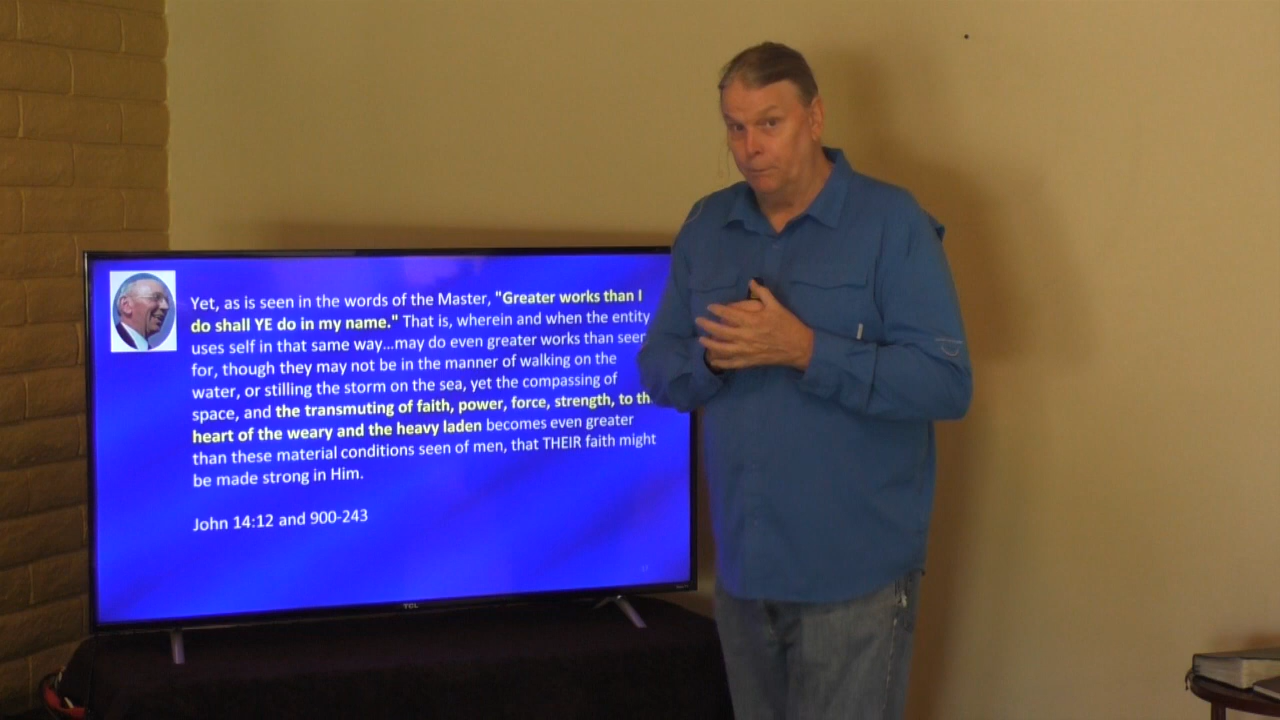 Yet, as is seen in the words of the Master, "Greater works than I
do shall YE do in my name." That is, wherein and when the entity
uses self in that same way...may do even greater works than seen
for, though they may not be in the manner of walking on the
water, or stilling the storm on the sea, yet the compassing of
space, and the transmuting of faith, power, force, strength, to
heart of the weary and the heavy laden becomes even greater
than these material conditions seen of men, that THEIR faith might
be made strong in Him.
John 14:12 and 900-243
TCL